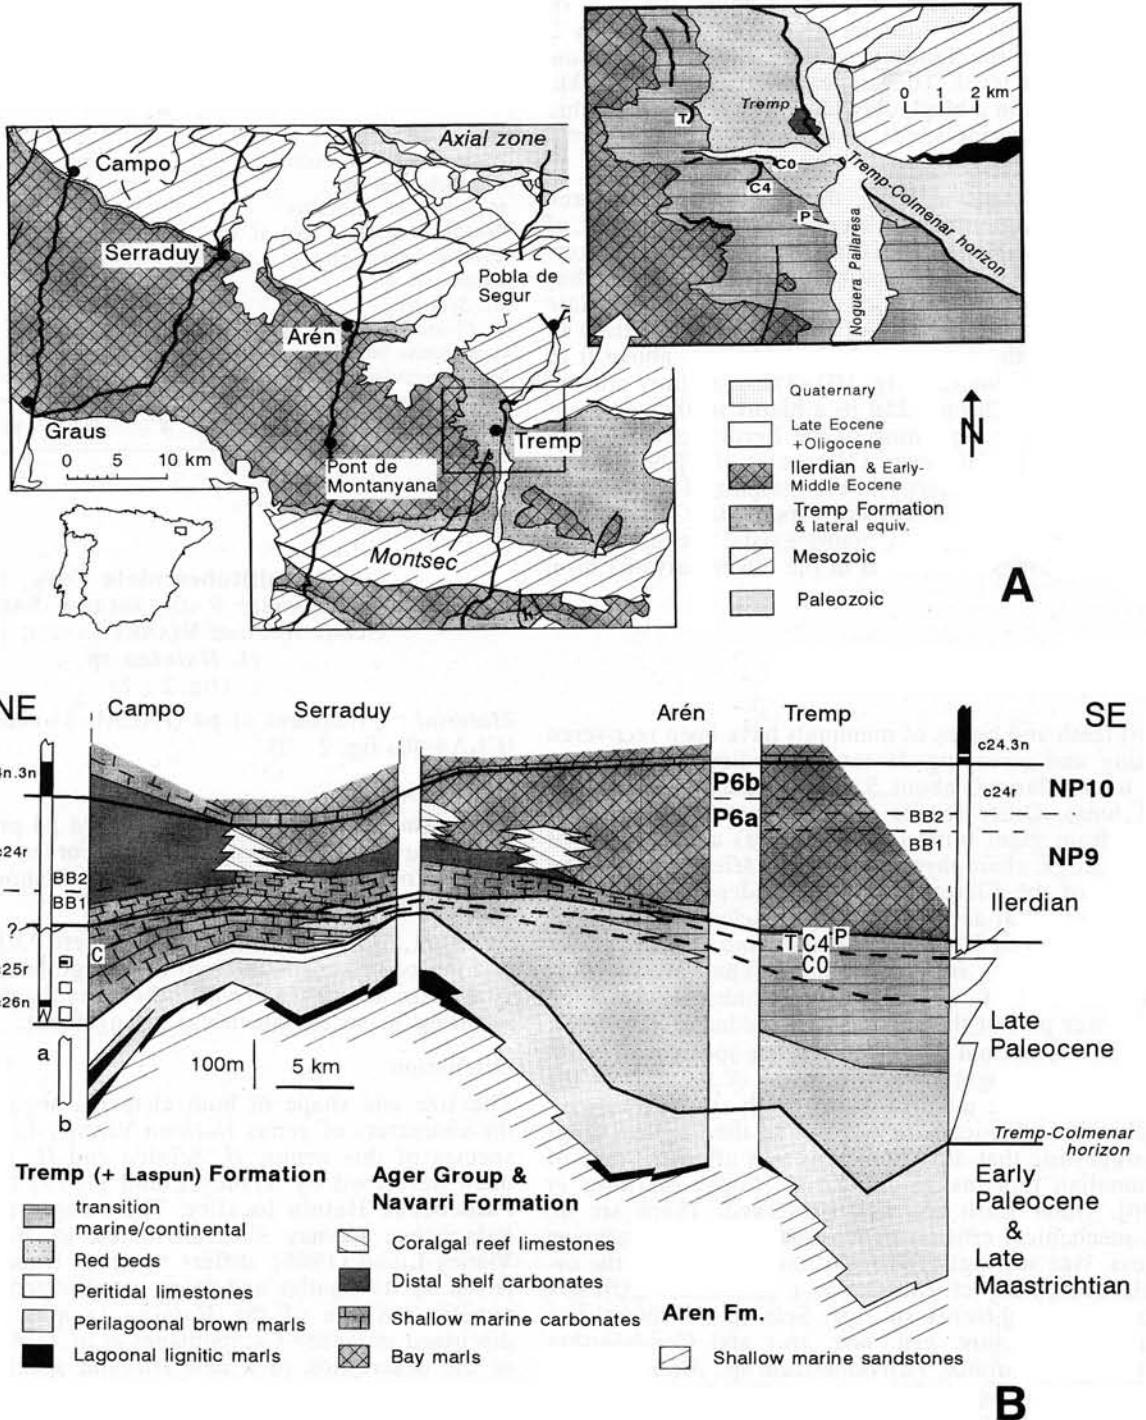 Axial zone
Campo
Serraduy
Arén
Pobla de
Segur
Graus
0 5 10 km
Pont de
Montanyana
Tremp
Montsec
Tremp
0 1 2 km
T
C0
C4
P
Tremp-Colmenar horizon
Noguera Pallaresa
Quaternary
Late Eocene
+Oligocene
Ilerdian & Early-
Middle Eocene
Tremp Formation
& lateral equiv.
Mesozoic
Paleozoic
N
A
NE
Campo
Serraduy
Arén
Tremp
SE
4n.3n
c24r
BB2
BB1
?
C
c25r
c26n
a
b
100m
5 km
P6b
P6a
T C4 P
C0
c24.3n
c24r
NP10
BB2
BB1
NP9
Ilerdian
Late
Paleocene
Tremp-Colmenar
horizon
Early
Paleocene
&
Late
Maastrichtian
Tremp (+ Laspun) Formation
transition
marine/continental
Red beds
Peritidal limestones
Perilagoonal brown marls
Lagoonal lignitic marls
Ager Group &
Navarri Formation
Coralgal reef limestones
Distal shelf carbonates
Shallow marine carbonates
Bay marls
Aren Fm.
Shallow marine sandstones
B